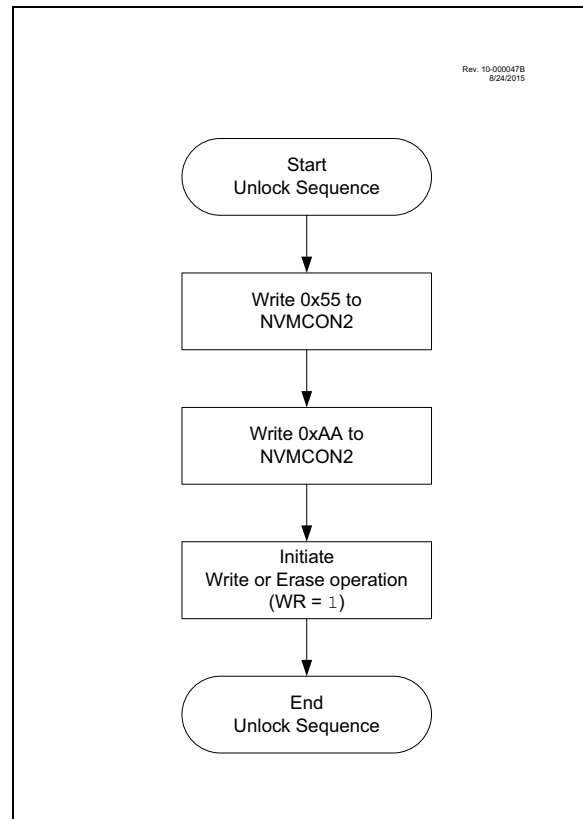 Rev. 10-000047B
8/24/2015
Start
Unlock Sequence
Write 0x55 to
NVMCON2
Write 0xAA to
NVMCON2
Initiate
Write or Erase operation
(WR = 1)
End
Unlock Sequence